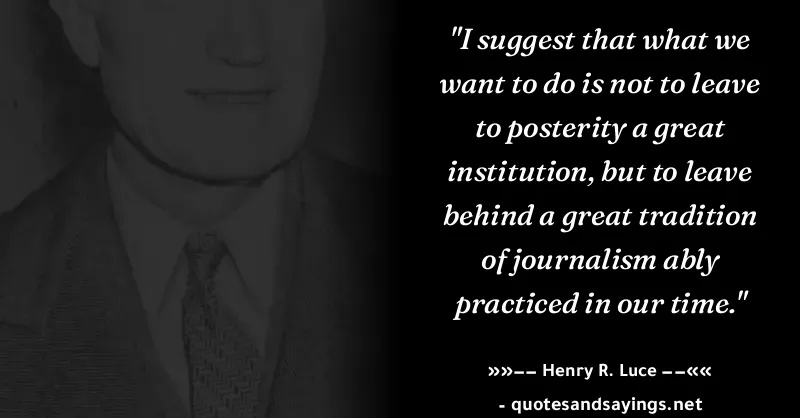 "I suggest that what we
want to do is not to leave
to posterity a great
institution, but to leave
behind a great tradition
of journalism ably
practiced in our time."
»»–– Henry R. Luce ––««
- quotesandsayings.net